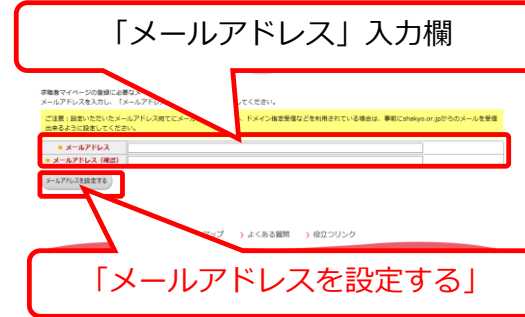 「メールアドレス」入力欄
求職者マイページの登録に必要な
メールアドレスを入力し、「メールアド してください。
ご注意：設定いただいたメールアドレス宛てにメー ドメイン指定受信などを利用されている場合は、事前にshakyo.or.jpからのメールを受信
出来るように設定してください。
メールアドレス
メールアドレス（確認）
メールアドレスを設定する
マップ 〉よくある質問 〉役立つリンク
「メールアドレスを設定する」